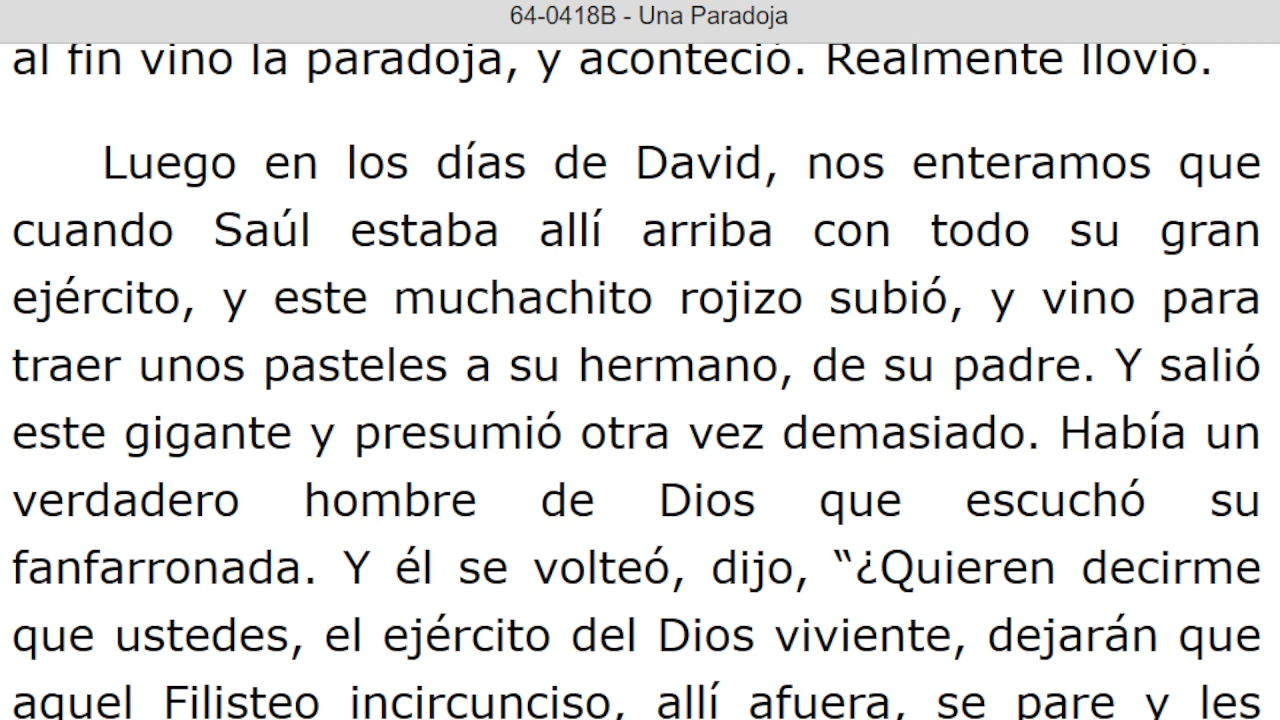 64-0418B - Una Paradoja
al fin vino la paradoja, y aconteció. Realmente llovió.
Luego en los días de David, nos enteramos que
cuando Saúl estaba allí arriba con todo su gran
ejército, y este muchachito rojizo subió, y vino para
traer unos pasteles a su hermano, de su padre. Y salió
este gigante y presumió otra vez demasiado. Había un
verdadero hombre de Dios que escuchó su
fanfarronada. Y él se volteó, dijo, “¿Quieren decirme
que ustedes, el ejército del Dios viviente, dejarán que
aquel Filisteo incircunciso, allí afuera, se pare y les